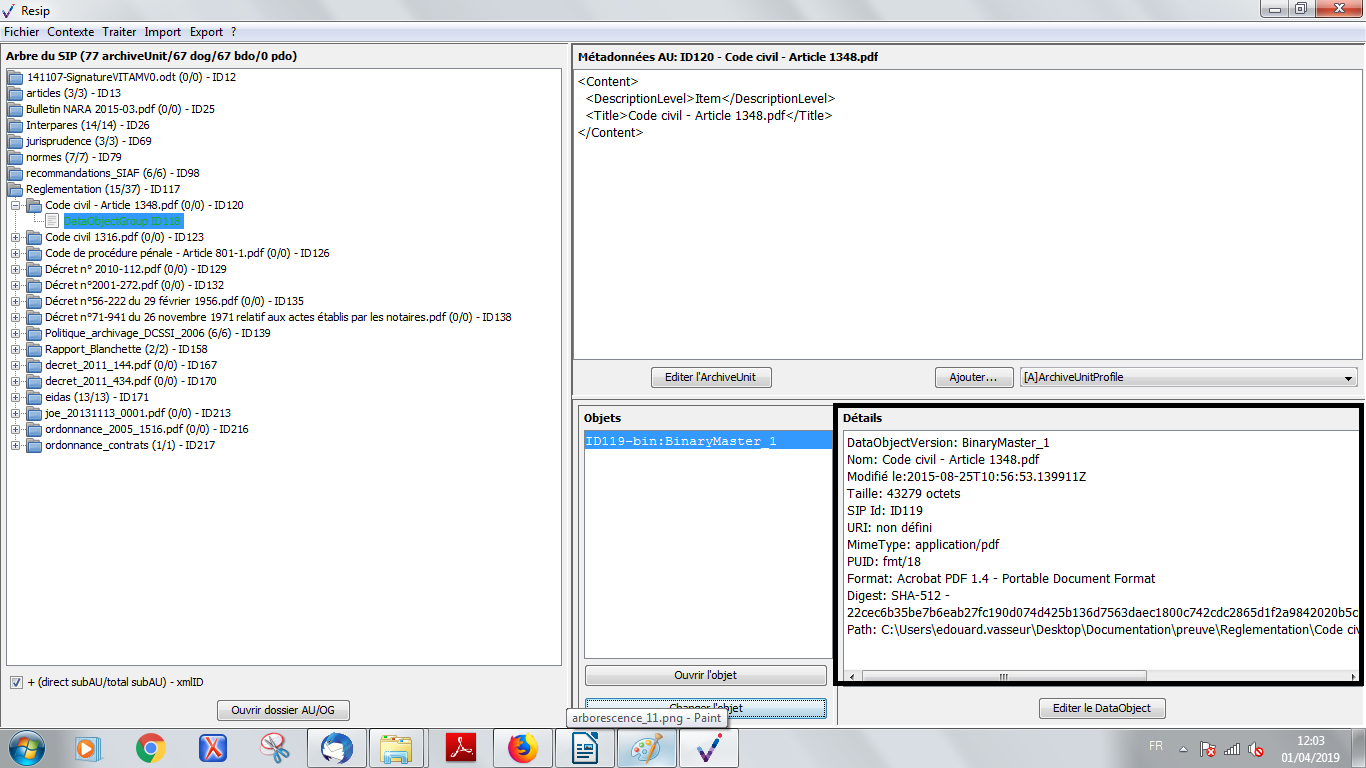 Resip
Fichier Contexte Traiter Import Export ?
Arbre du SIP (77 archiveUnit/67 dog/67 bdo/0 pdo)
141107-SignatureVITAMV0.odt (0/0) - ID12
articles (3/3) - ID13
Bulletin NARA 2015-03.pdf (0/0) - ID25
Interpares (14/14) - ID26
jurisprudence (3/3) - ID69
normes (7/7) - ID79
recommandations_SIAF (6/6) - ID98
Reglementation (15/37) - ID117
Code civil - Article 1348.pdf (0/0) - ID120
DataObjectGroup ID118
Code civil 1316.pdf (0/0) - ID123
Code de procédure pénale - Article 801-1.pdf (0/0) - ID126
Décret n° 2010-112.pdf (0/0) - ID129
Décret n°2001-272.pdf (0/0) - ID132
Décret n°56-222 du 29 février 1956.pdf (0/0) - ID135
Décret n°71-941 du 26 novembre 1971 relatif aux actes établis par les notaires.pdf (0/0) - ID138
Politique_archivage_DCSSI_2006 (6/6) - ID139
Rapport_Blanchette (2/2) - ID158
decret_2011_144.pdf (0/0) - ID167
decret_2011_434.pdf (0/0) - ID170
eidas (13/13) - ID171
joe_20131113_0001.pdf (0/0) - ID213
ordonnance_2005_1516.pdf (0/0) - ID216
ordonnance_contrats (1/1) - ID217
+ (direct subAU/total subAU) - xmlID
Ouvrir dossier AU/OG
Métadonnées AU: ID120 - Code civil - Article 1348.pdf
<Content>
<DescriptionLevel>Item</DescriptionLevel>
<Title>Code civil - Article 1348.pdf</Title>
</Content>
Editer l'ArchiveUnit
Ajouter...
[A]ArchiveUnitProfile
Objets
ID119-bin:BinaryMaster_1
Ouvrir l'objet
Changer l'objet
Détails
DataObjectVersion: BinaryMaster_1
Nom: Code civil - Article 1348.pdf
Modifié le:2015-08-25T10:56:53.139911Z
Taille: 43279 octets
SIP Id: ID119
URI: non défini
MimeType: application/pdf
PUID: fmt/18
Format: Acrobat PDF 1.4 - Portable Document Format
Digest: SHA-512 -
22cec6b35be7b6eab27fc190d074d425b136d7563daec1800c742cdc2865d1f2a9842020b5c
Path: C:\Users\edouard.vasseur\Desktop\Documentation\preuve\Reglementation\Code civ
Editer le DataObject
arborescence_11.png - Paint
FR
12:03
01/04/2019